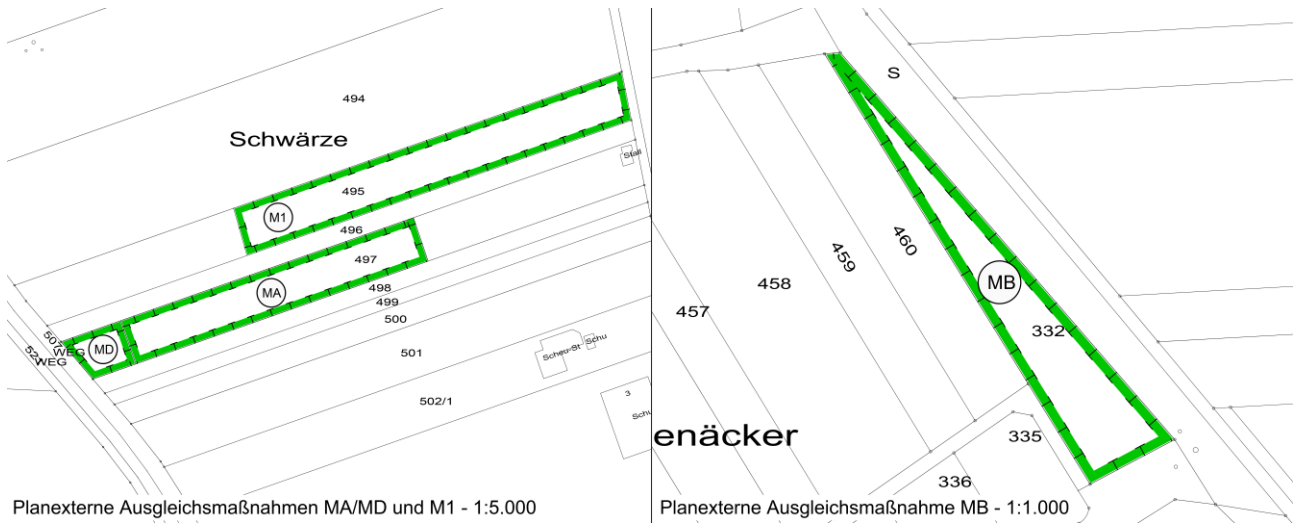 494
Schwärze
Stall
495
M1
496
497
MA
498
499
500
507
WEG
MD
WEG
501
Scheu-St
Schu
502/1
3
Planexterne Ausgleichsmaßnahmen MA/MD und M1 - 1:5.000
S
460
459
458
MB
457
332
enäcker
335
336
Planexterne Ausgleichsmaßnahme MB - 1:1.000